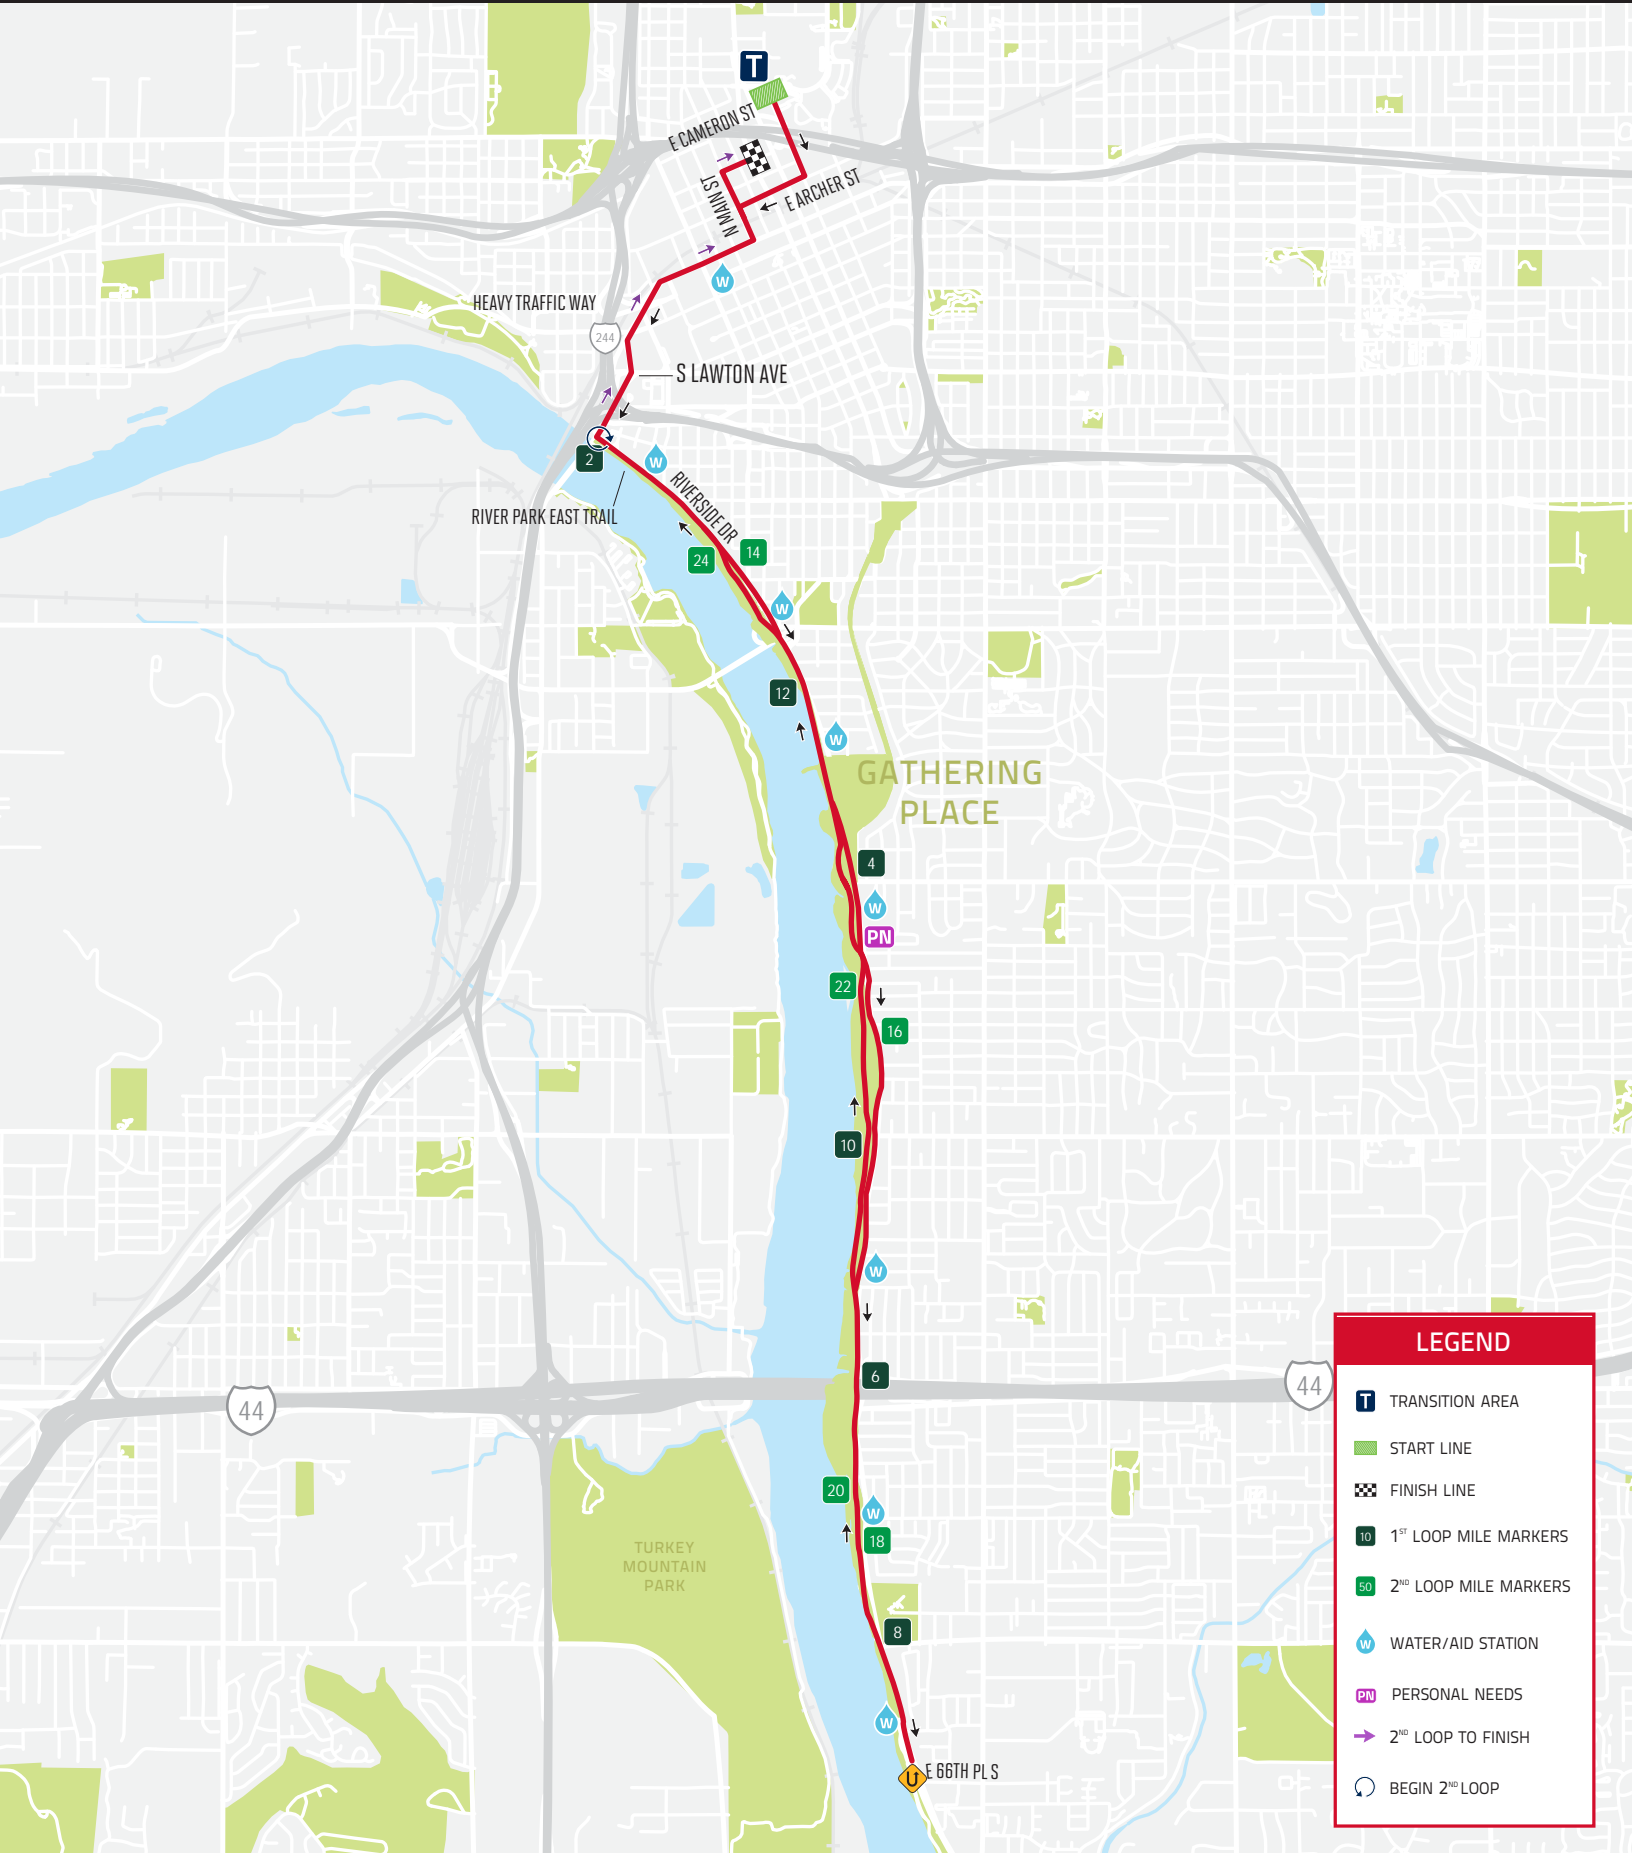 T
E CAMERON ST
E ARCHER ST
N MAIN ST
W
HEAVY TRAFFIC WAY
244
S LAWTON AVE
2
W
RIVERSIDE DR
RIVER PARK EAST TRAIL
24
14
W
12
W
GATHERING
PLACE
4
W
PN
22
16
10
W
6
44
44
20
W
18
TURKEY
MOUNTAIN
PARK
8
W
E 66TH PL S
LEGEND
T TRANSITION AREA
START LINE
FINISH LINE
10 1ST LOOP MILE MARKERS
50 2ND LOOP MILE MARKERS
W WATER/AID STATION
PN PERSONAL NEEDS
2ND LOOP TO FINISH
BEGIN 2ND LOOP